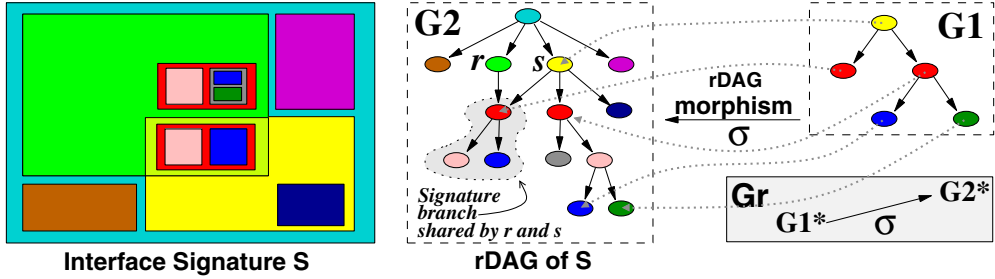 Interface Signature S
G2
r
s
Signature
branch
shared by r and s
rDAG of S
rDAG
morphism
σ
G1
Gr
G1* G2*
σ